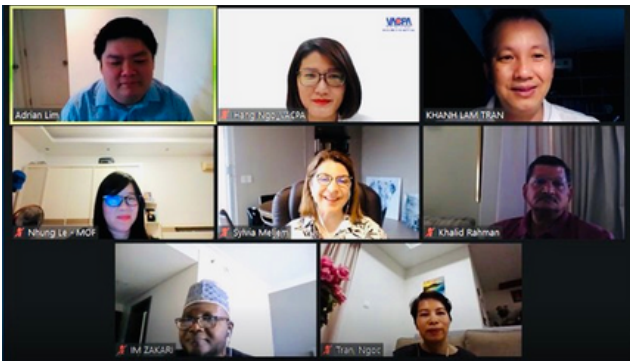 VACPA
Adrian Lim
Hang Ngo, VACPA
KHANH LAM TRAN
Nhung Le - MOF
Sylvia Meljem
Khalid Rahman
IM ZAKARI
Tran, Ngoc